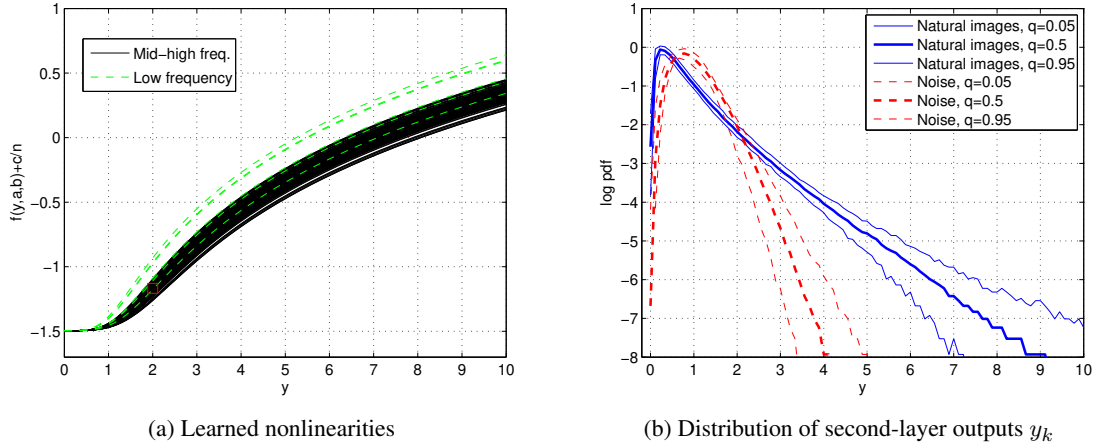 1
0.5
0
−0.5
−1
−1.5
f(y,a,b)+c/n
Mid−high freq.
Low frequency
0 1 2 3 4 5 6 7 8 9 10
y
(a) Learned nonlinearities
1
0
−1
−2
−3
−4
−5
−6
−7
−8
log pdf
Natural images, q=0.05
Natural images, q=0.5
Natural images, q=0.95
Noise, q=0.05
Noise, q=0.5
Noise, q=0.95
0 1 2 3 4 5 6 7 8 9 10
y
(b) Distribution of second-layer outputs yₖ